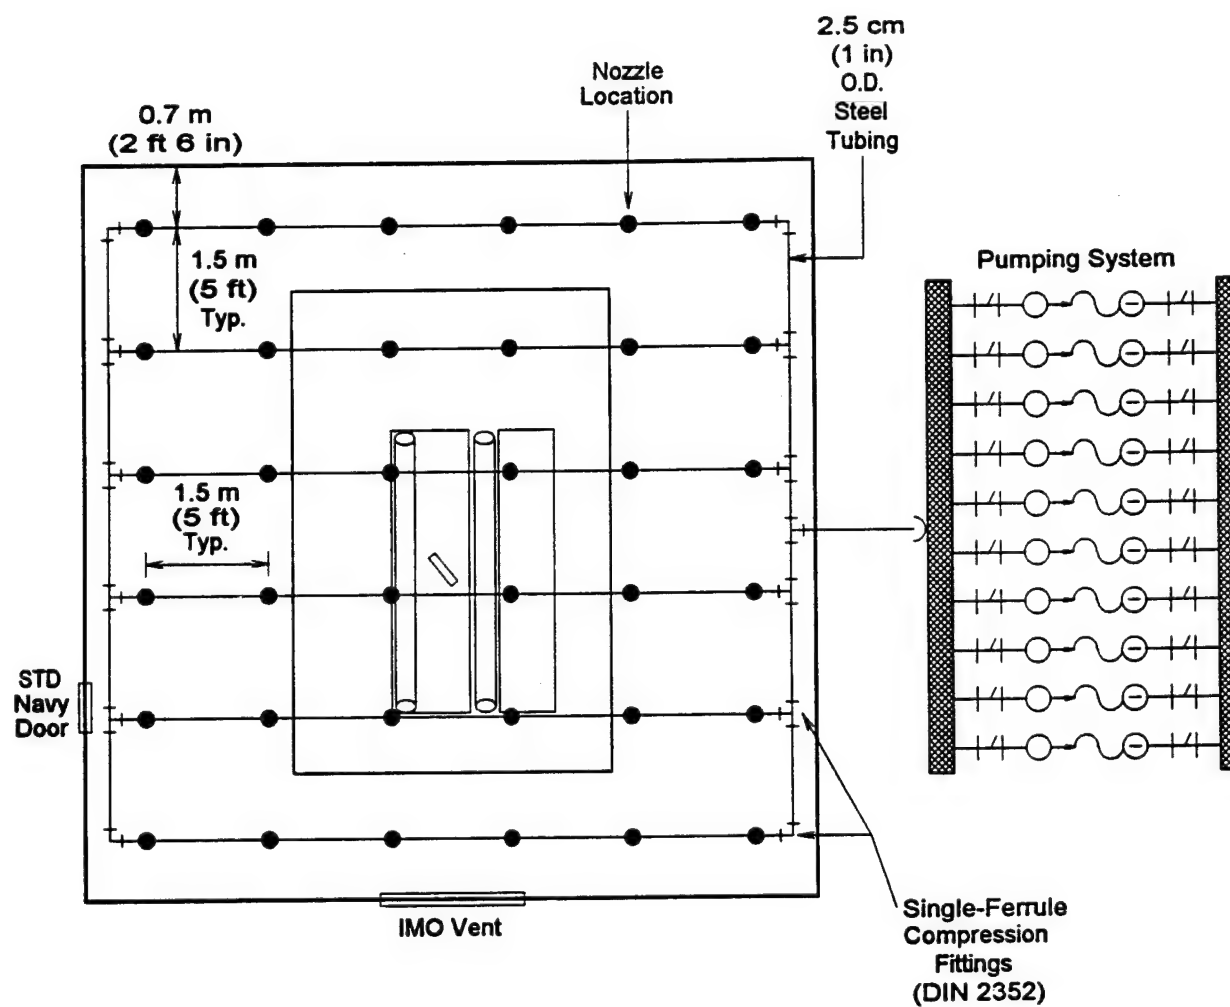 2.5 cm
(1 in)
O.D.
Steel
Tubing
Nozzle
Location
0.7 m
(2 ft 6 in)
1.5 m
(5 ft)
Typ.
Pumping System
1.5 m
(5 ft)
Typ.
STD
Navy
Door
IMO Vent
Single-Ferrule
Compression
Fittings
(DIN 2352)